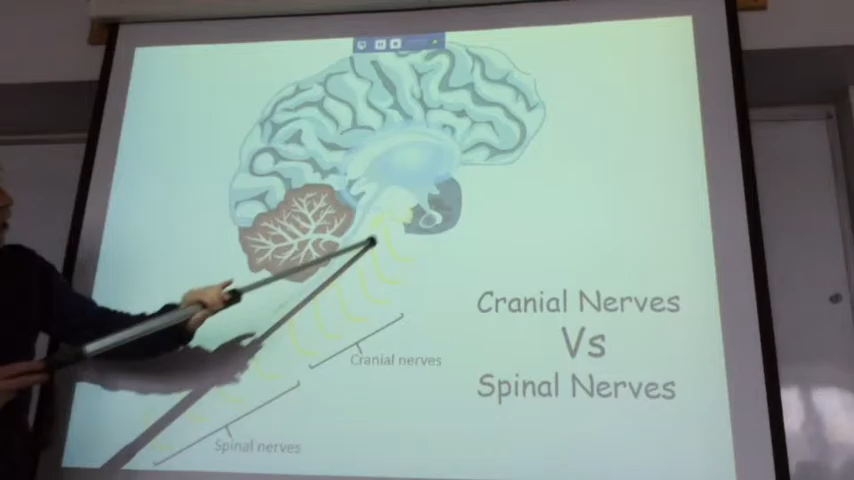 Cranial Nerves
Vs
Spinal Nerves
Cranial nerves
Spinal nerves